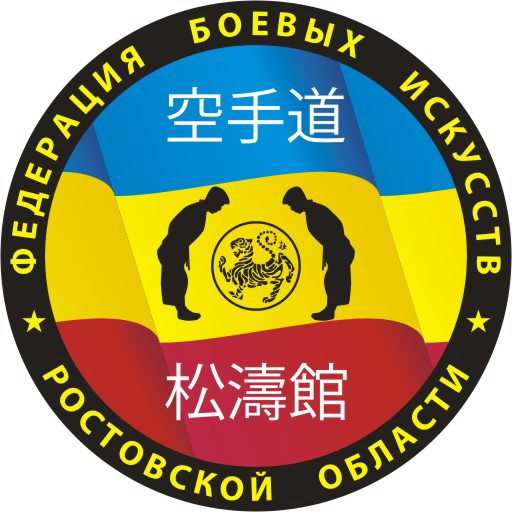 ФЕДЕРАЦИЯ БОЕВЫХ ИСКУССТВ
空手道
松濤館
РОСТОВСКОЙ ОБЛАСТИ